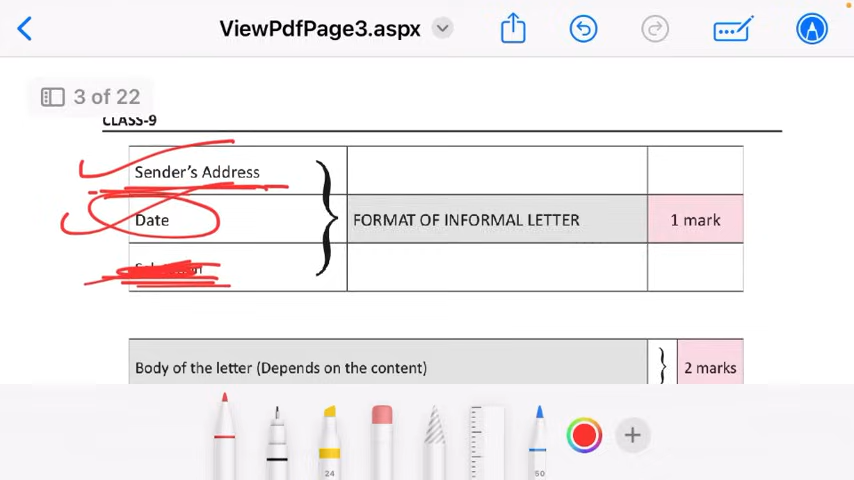 ViewPdfPage3.aspx
3 of 22
CLASS-9
Sender's Address
Date
FORMAT OF INFORMAL LETTER
1 mark
Body of the letter (Depends on the content)
2 marks
24
50